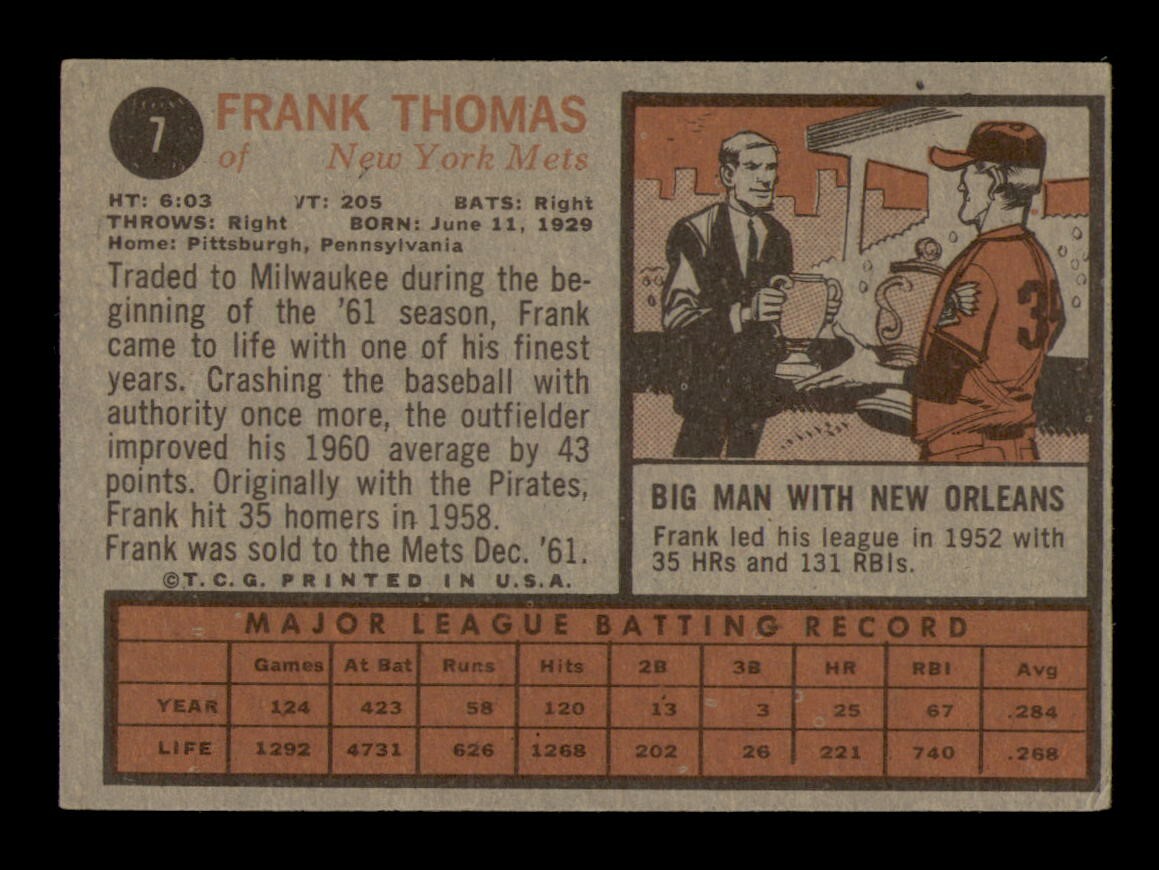 7
FRANK THOMAS
of New York Mets
HT: 6:03 VT: 205 BATS: Right
THROWS: Right BORN: June 11, 1929
Home: Pittsburgh, Pennsylvania
Traded to Milwaukee during the be-
ginning of the '61 season, Frank
came to life with one of his finest
years. Crashing the baseball with
authority once more, the outfielder
improved his 1960 average by 43
points. Originally with the Pirates,
Frank hit 35 homers in 1958.
Frank was sold to the Mets Dec. '61.
©T.C.G. PRINTED IN U.S.A.
3
BIG MAN WITH NEW ORLEANS
Frank led his league in 1952 with
35 HRs and 131 RBIs.
MAJOR LEAGUE BATTING RECORD
Games At Bat Runs Hits 2B 3B HR RBI Avg
YEAR 124 423 58 120 13 3 25 67 .284
LIFE 1292 4731 626 1268 202 26 221 740 .268